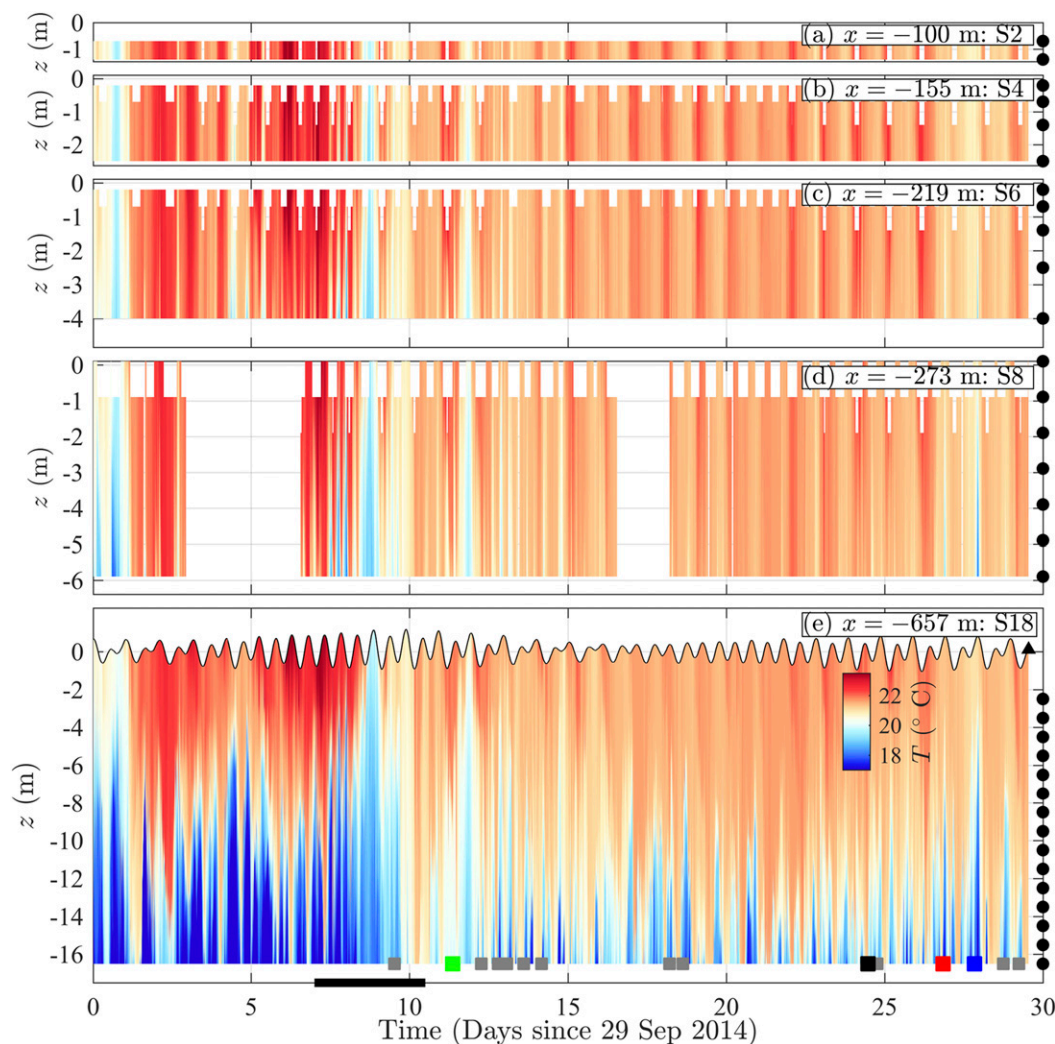 0
-1
z (m)
(a) x = −100 m: S2
0
-1
-2
z (m)
(b) x = −155 m: S4
0
-1
-2
-3
-4
z (m)
(c) x = −219 m: S6
0
-1
-2
-3
-4
-5
-6
z (m)
(d) x = −273 m: S8
0
-2
-4
-6
-8
-10
-12
-14
-16
z (m)
(e) x = −657 m: S18
22
20
18
T (° C)
0 5 10 15 20 25 30
Time (Days since 29 Sep 2014)